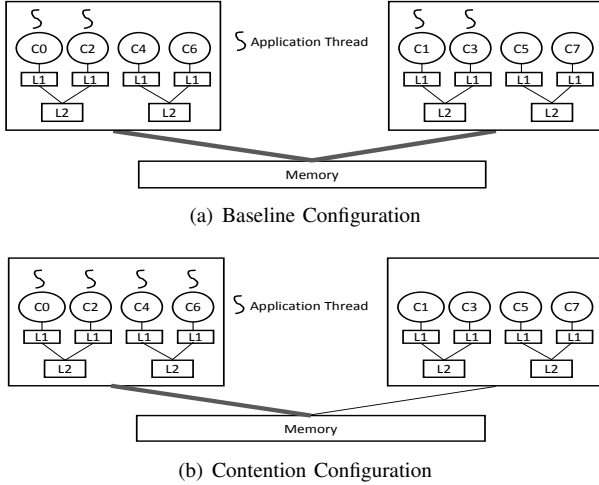 C0 C2 C4 C6 Application Thread C1 C3 C5 C7
L1 L1 L1 L1 L1 L1 L1 L1
L2 L2 L2 L2
Memory
(a) Baseline Configuration
C0 C2 C4 C6 Application Thread C1 C3 C5 C7
L1 L1 L1 L1 L1 L1 L1 L1
L2 L2 L2 L2
Memory
(b) Contention Configuration